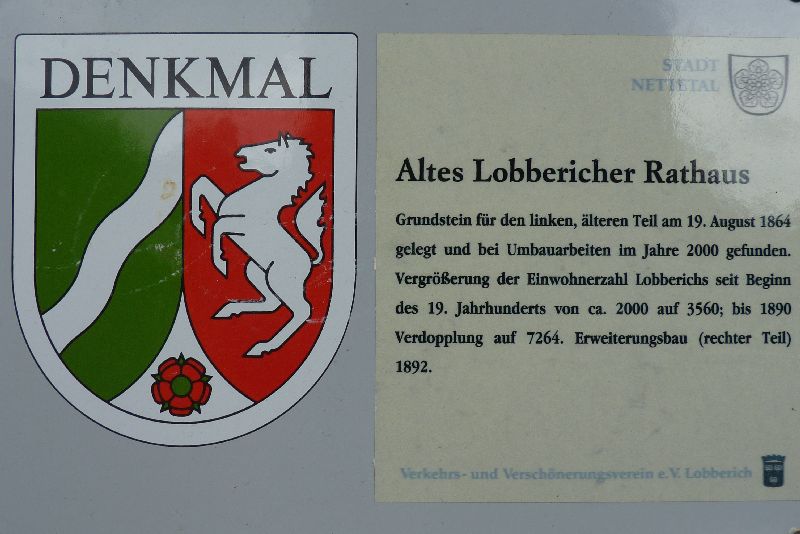 DENKMAL
STADT
NETTETAL
Altes Lobbericher Rathaus
Grundstein für den linken, älteren Teil am 19. August 1864
gelegt und bei Umbauarbeiten im Jahre 2000 gefunden.
Vergrößerung der Einwohnerzahl Lobberichs seit Beginn
des 19. Jahrhunderts von ca. 2000 auf 3560; bis 1890
Verdopplung auf 7264. Erweiterungsbau (rechter Teil)
1892.
Verkehrs- und Verschönerungsverein e.V. Lobberich